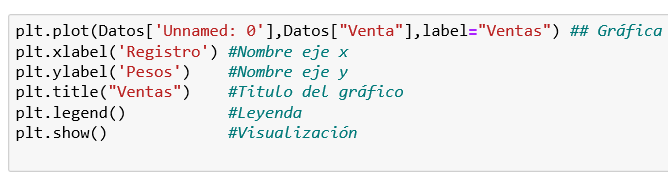 plt.plot(Datos['Unnamed: 0'],Datos["Venta"],label="Ventas") ## Gráfica
plt.xlabel('Registro') #Nombre eje x
plt.ylabel('Pesos')    #Nombre eje y
plt.title("Ventas")    #Titulo del gráfico
plt.legend()           #Leyenda
plt.show()             #Visualización